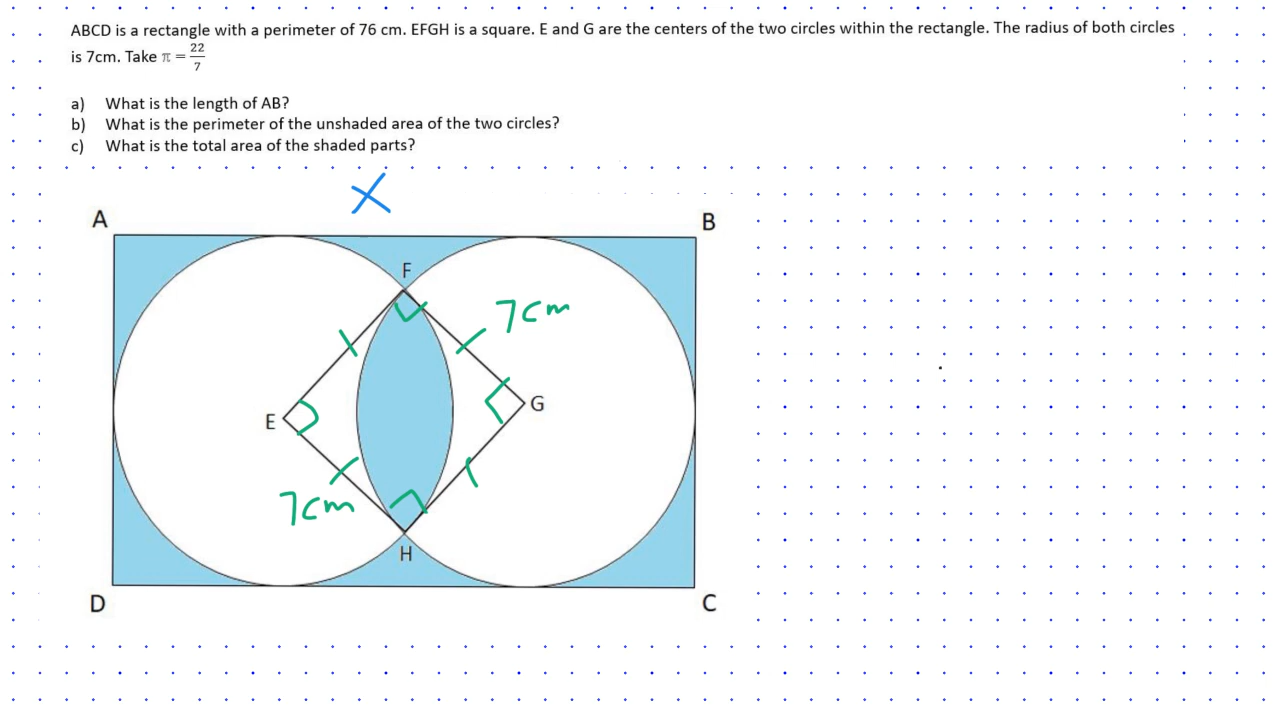 ABCD is a rectangle with a perimeter of 76 cm. EFGH is a square. E and G are the centers of the two circles within the rectangle. The radius of both circles
is 7cm. Take π = 22/7
a) What is the length of AB?
b) What is the perimeter of the unshaded area of the two circles?
c) What is the total area of the shaded parts?
X
A
B
F
7cm
E
G
7cm
H
D
C